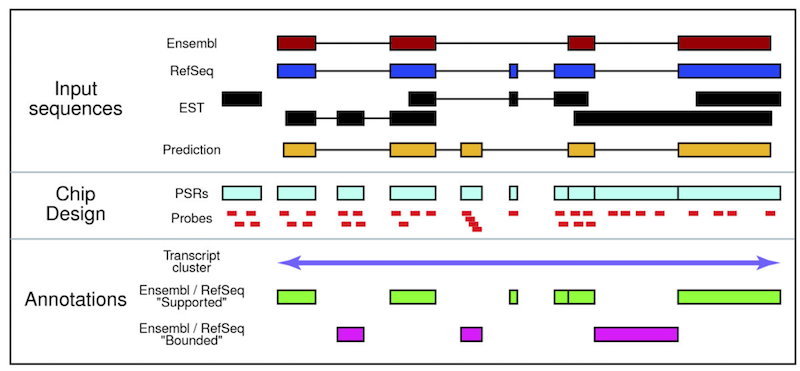 Input
sequences
Ensembl
RefSeq
EST
Prediction
Chip
Design
PSRs
Probes
Annotations
Transcript
cluster
Ensembl / RefSeq
"Supported"
Ensembl / RefSeq
"Bounded"